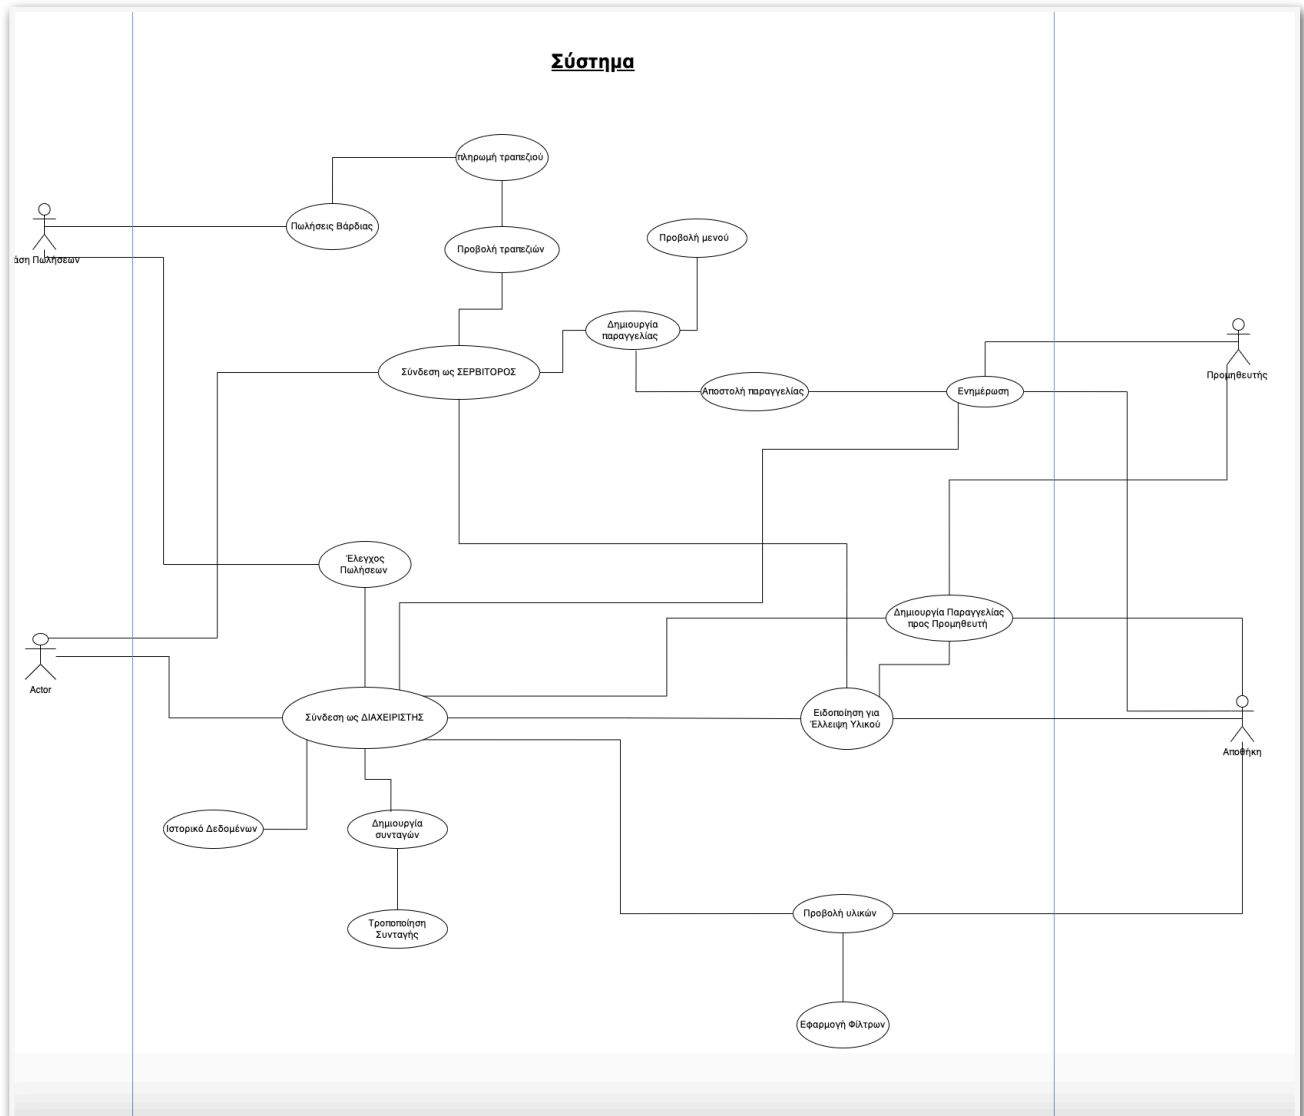 Σύστημα
πληρωμή τραπεζιού
Πωλήσεις Βάρδιας
Προβολή τραπεζιών
Προβολή μενού
άση Πωλήσεων
Δημιουργία
παραγγελίας
Σύνδεση ως ΣΕΡΒΙΤΟΡΟΣ
Προμηθευτής
Αποστολή παραγγελίας
Ενημέρωση
Έλεγχος
Πωλήσεων
Δημιουργία Παραγγελίας
προς Προμηθευτή
Actor
Σύνδεση ως ΔΙΑΧΕΙΡΙΣΤΗΣ
Ειδοποίηση για
Έλλειψη Υλικού
Αποθήκη
Ιστορικό Δεδομένων
Δημιουργία
συνταγών
Τροποποίηση
Συνταγής
Προβολή υλικών
Εφαρμογή Φίλτρων